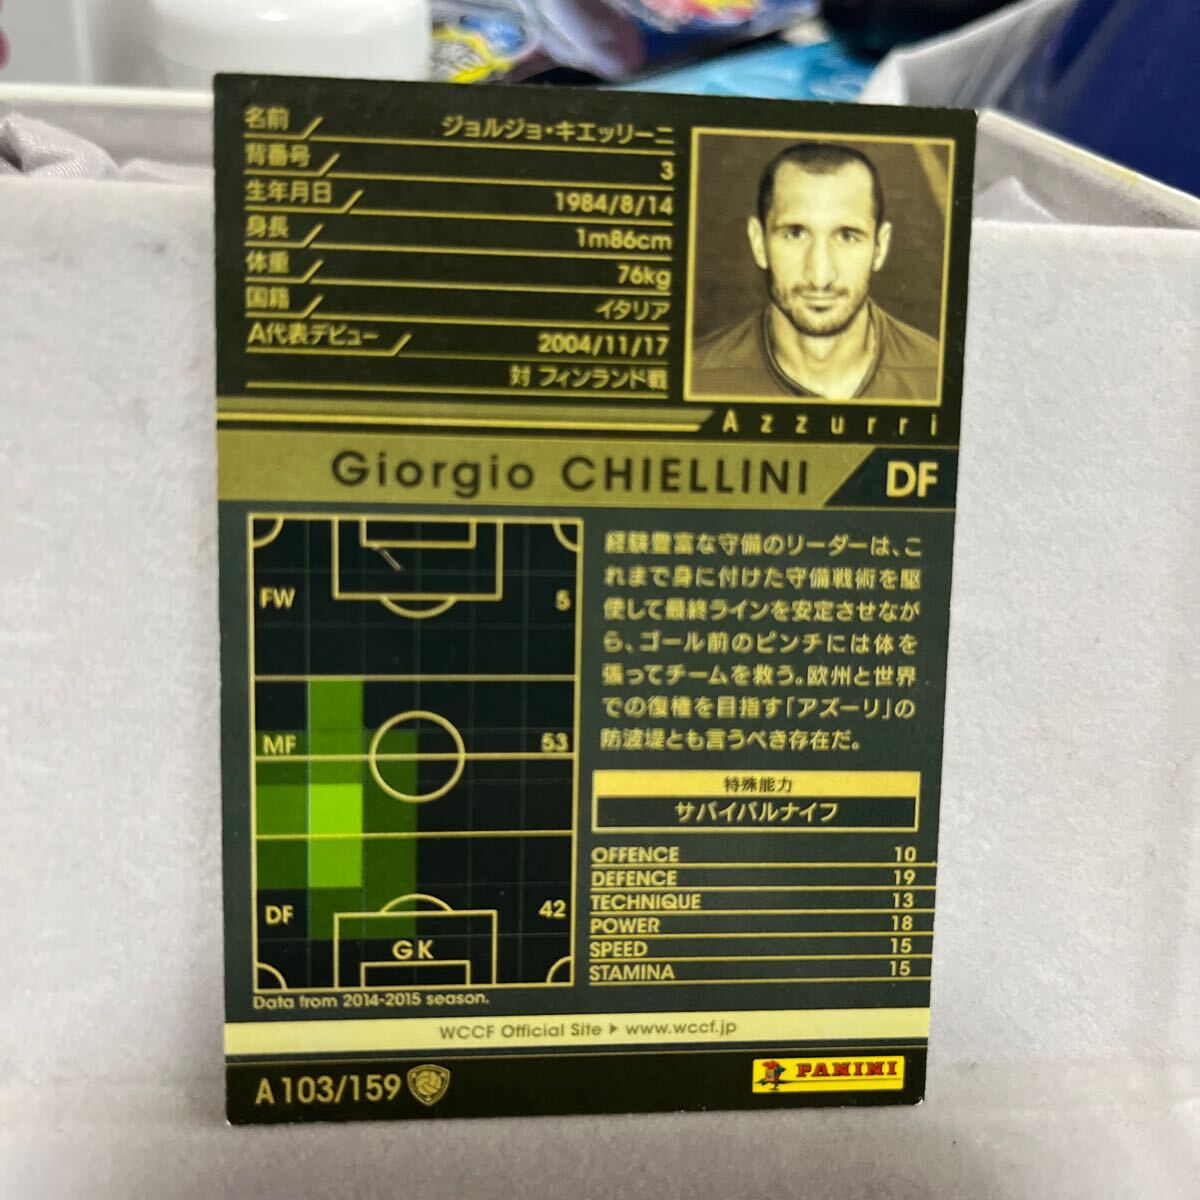 名前 ジョルジョ・キエッリーニ
背番号 3
生年月日 1984/8/14
身長 1m86cm
体重 76kg
国籍 イタリア
A代表デビュー 2004/11/17
対 フィンランド戦
Azzurri
Giorgio CHIELLINI DF
FW 5
MF 53
DF 42
GK
Data from 2014-2015 season.
経験豊富な守備のリーダーは、こ
れまで身に付けた守備戦術を駆
使して最終ラインを安定させなが
ら、ゴール前のピンチには体を
張ってチームを救う。欧州と世界
での復権を目指す「アズーリ」の
防波堤とも言うべき存在だ。
特殊能力
サバイバルナイフ
OFFENCE 10
DEFENCE 19
TECHNIQUE 13
POWER 18
SPEED 15
STAMINA 15
WCCF Official Site ▶ www.wccf.jp
A 103/159
PANINI